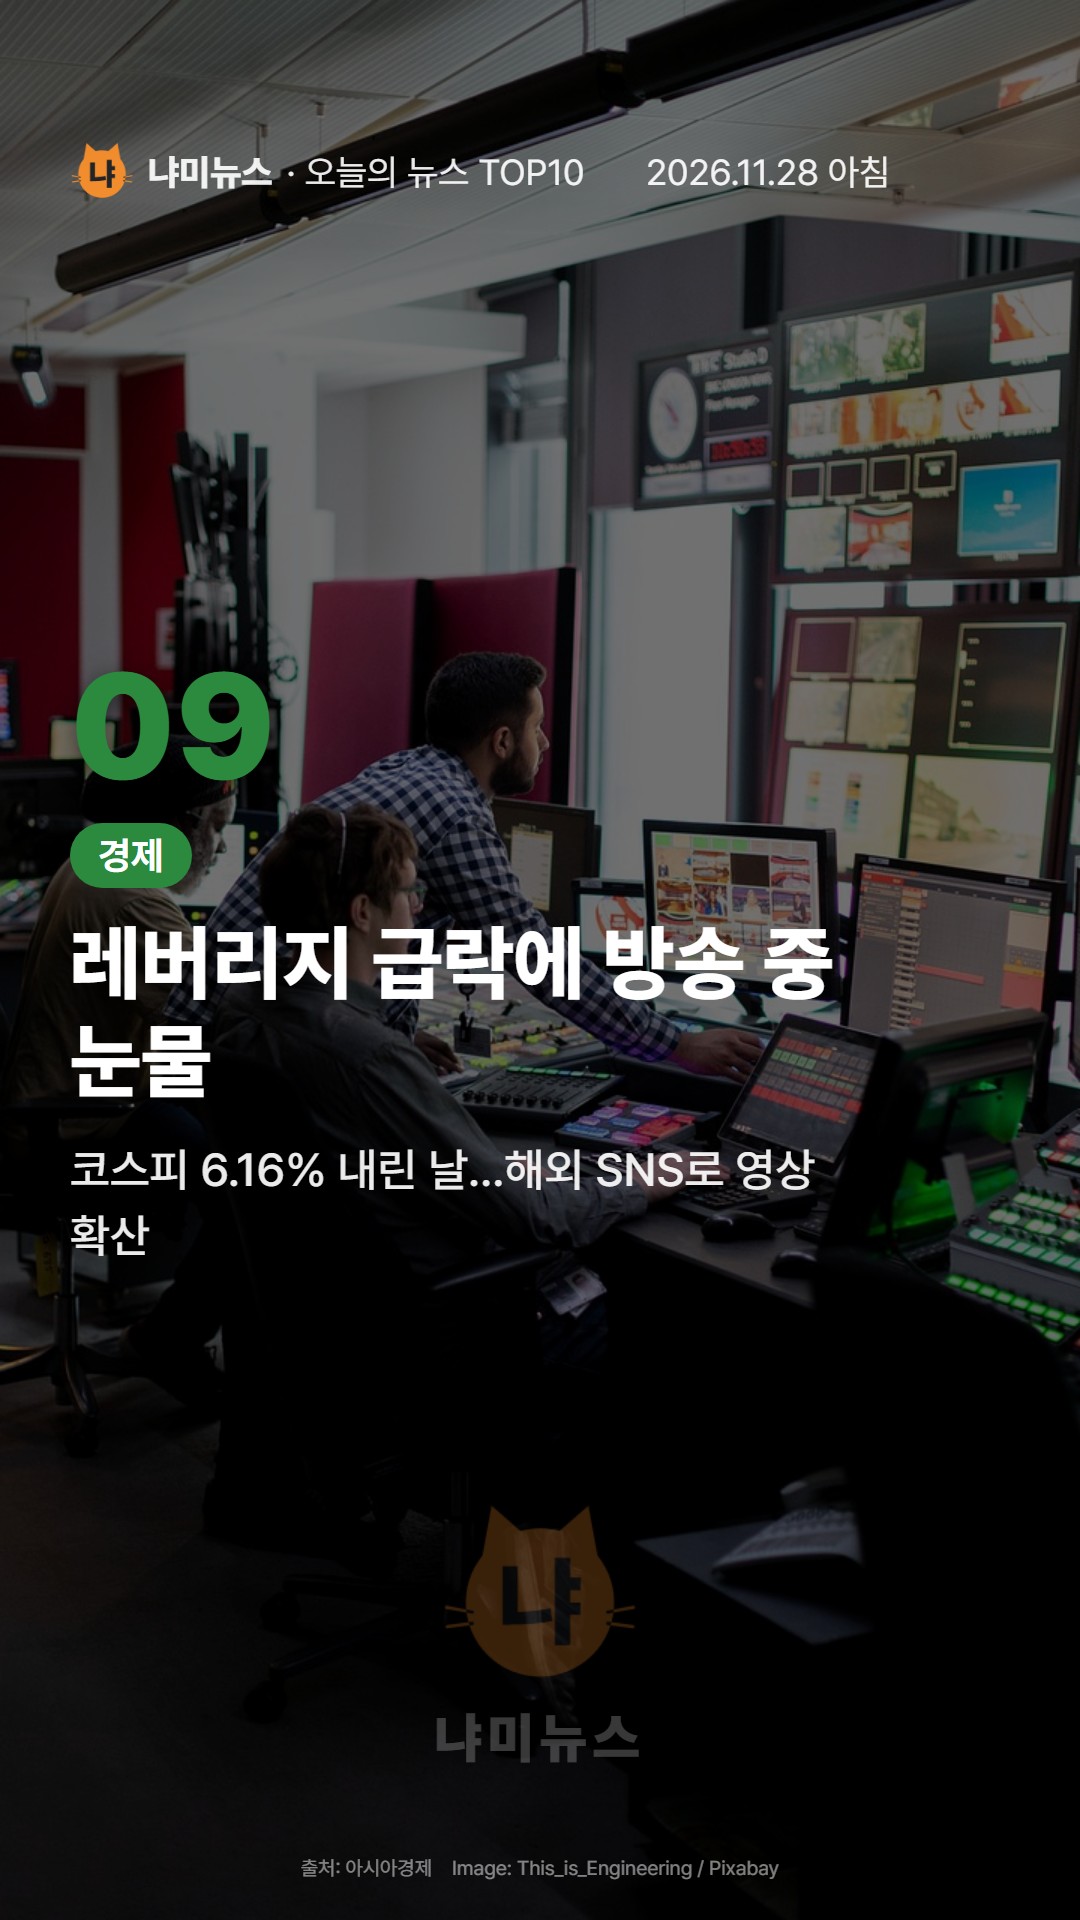 냐 냐미뉴스 · 오늘의 뉴스 TOP10 2026.11.28 아침
Studio D
09
경제
레버리지 급락에 방송 중
눈물
코스피 6.16% 내린 날...해외 SNS로 영상
확산
냐
냐미뉴스
출처: 아시아경제 Image: This_is_Engineering / Pixabay